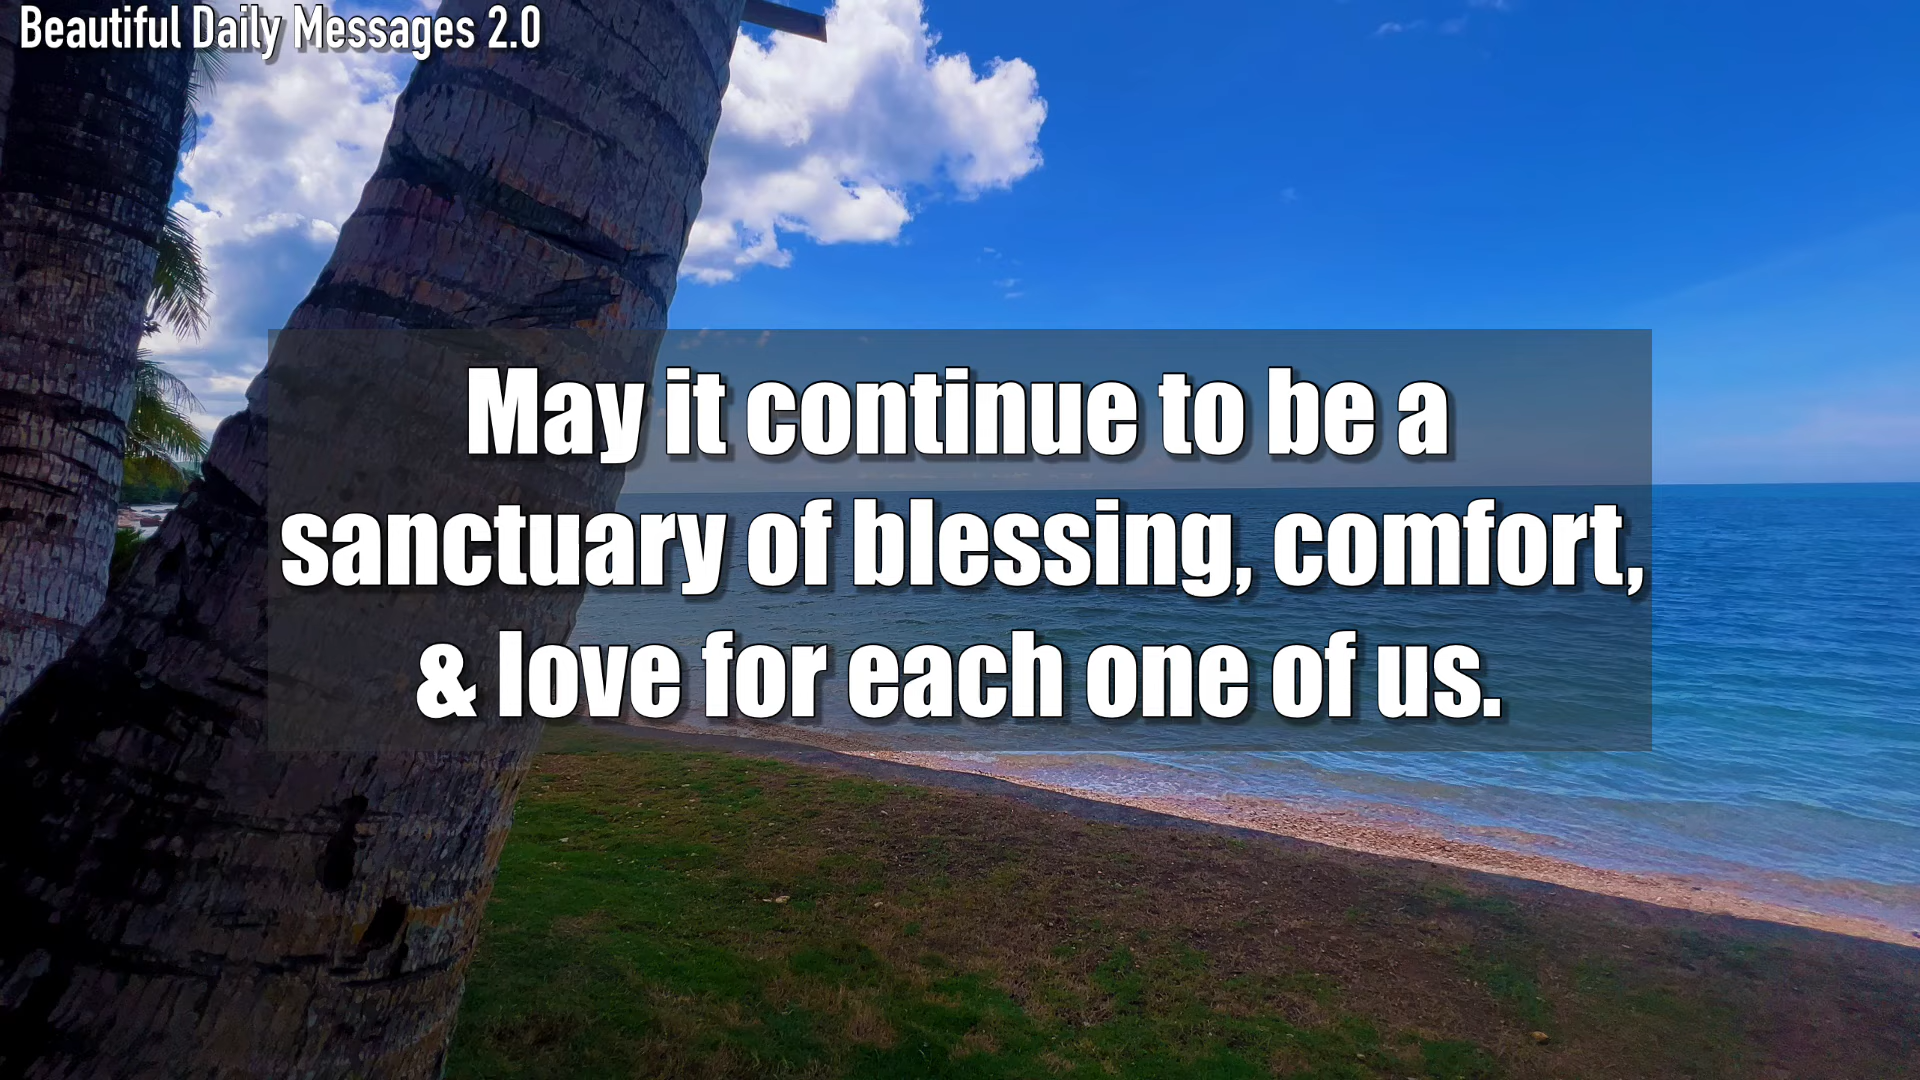 Beautiful Daily Messages 2.0
May it continue to be a
sanctuary of blessing, comfort,
& love for each one of us.